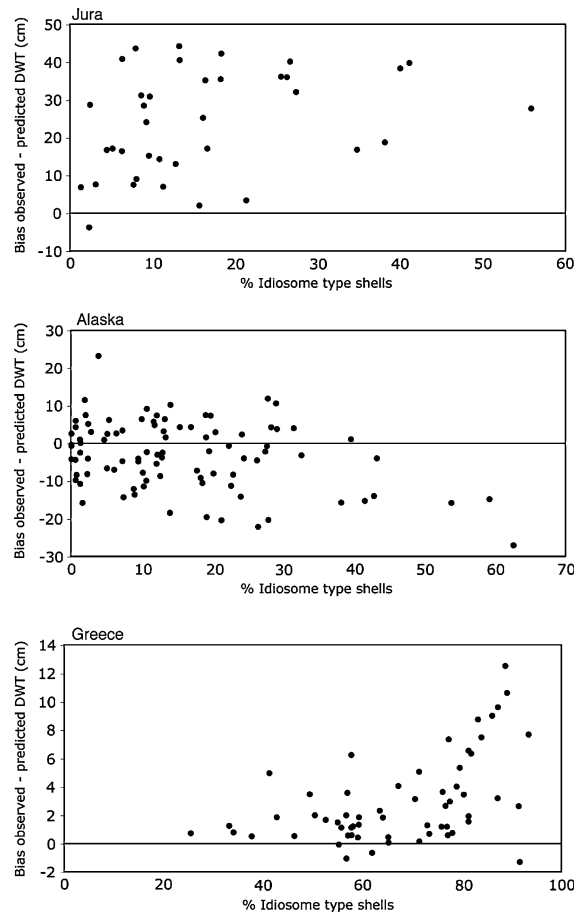 Jura
Bias observed - predicted DWT (cm)
50
40
30
20
10
0
-10
0 10 20 30 40 50 60
% Idiosome type shells
Alaska
Bias observed - predicted DWT (cm)
30
20
10
0
-10
-20
-30
0 10 20 30 40 50 60 70
% Idiosome type shells
Greece
Bias observed - predicted DWT (cm)
14
12
10
8
6
4
2
0
-2
0 20 40 60 80 100
% Idiosome type shells